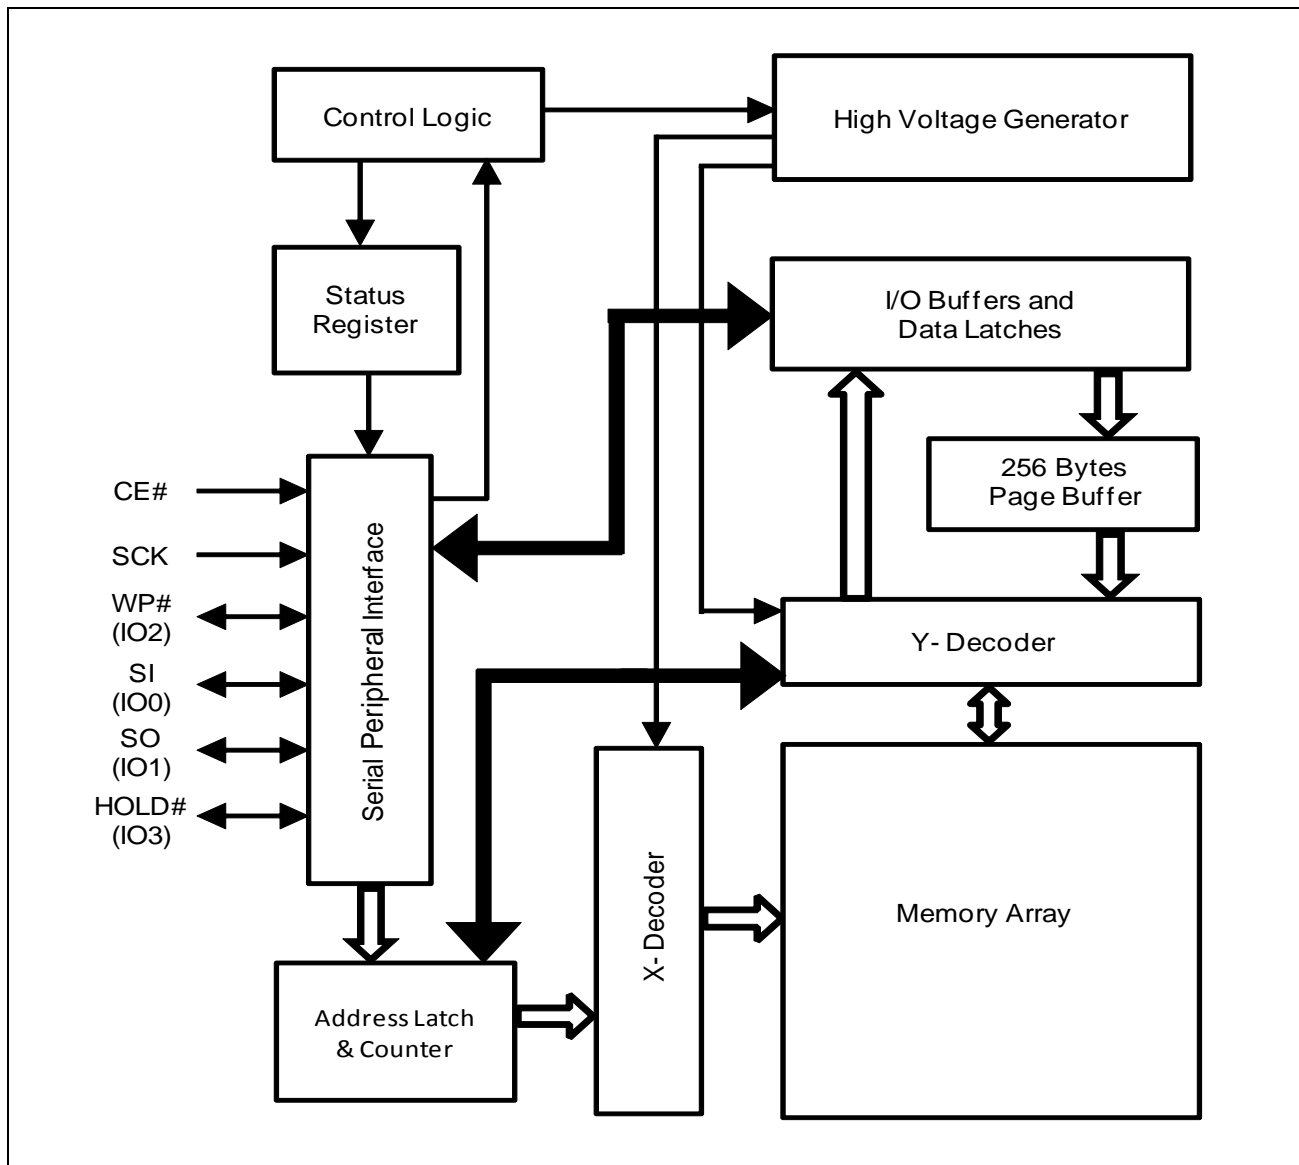 Control Logic
High Voltage Generator
Status
Register
I/O Buffers and
Data Latches
256 Bytes
Page Buffer
CE#
SCK
WP#
(IO2)
SI
(IO0)
SO
(IO1)
HOLD#
(IO3)
Serial Peripheral Interface
Y- Decoder
X- Decoder
Memory Array
Address Latch
& Counter